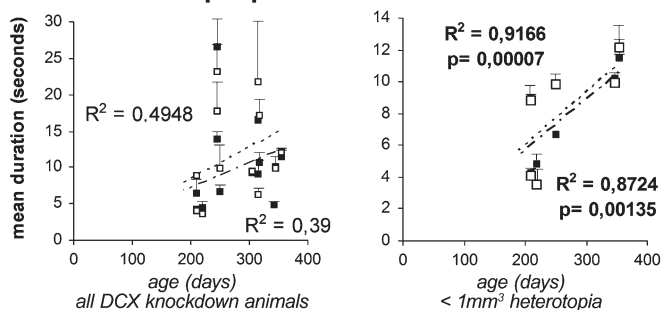 mean duration (seconds)
30
25
20
15
10
5
0
R² = 0.4948
R² = 0,39
0 100 200 300 400
age (days)
all DCX knockdown animals
14
12
10
8
6
4
2
0
R² = 0,9166
p= 0,00007
R² = 0,8724
p= 0,00135
0 100 200 300 400
age (days)
< 1mm³ heterotopia